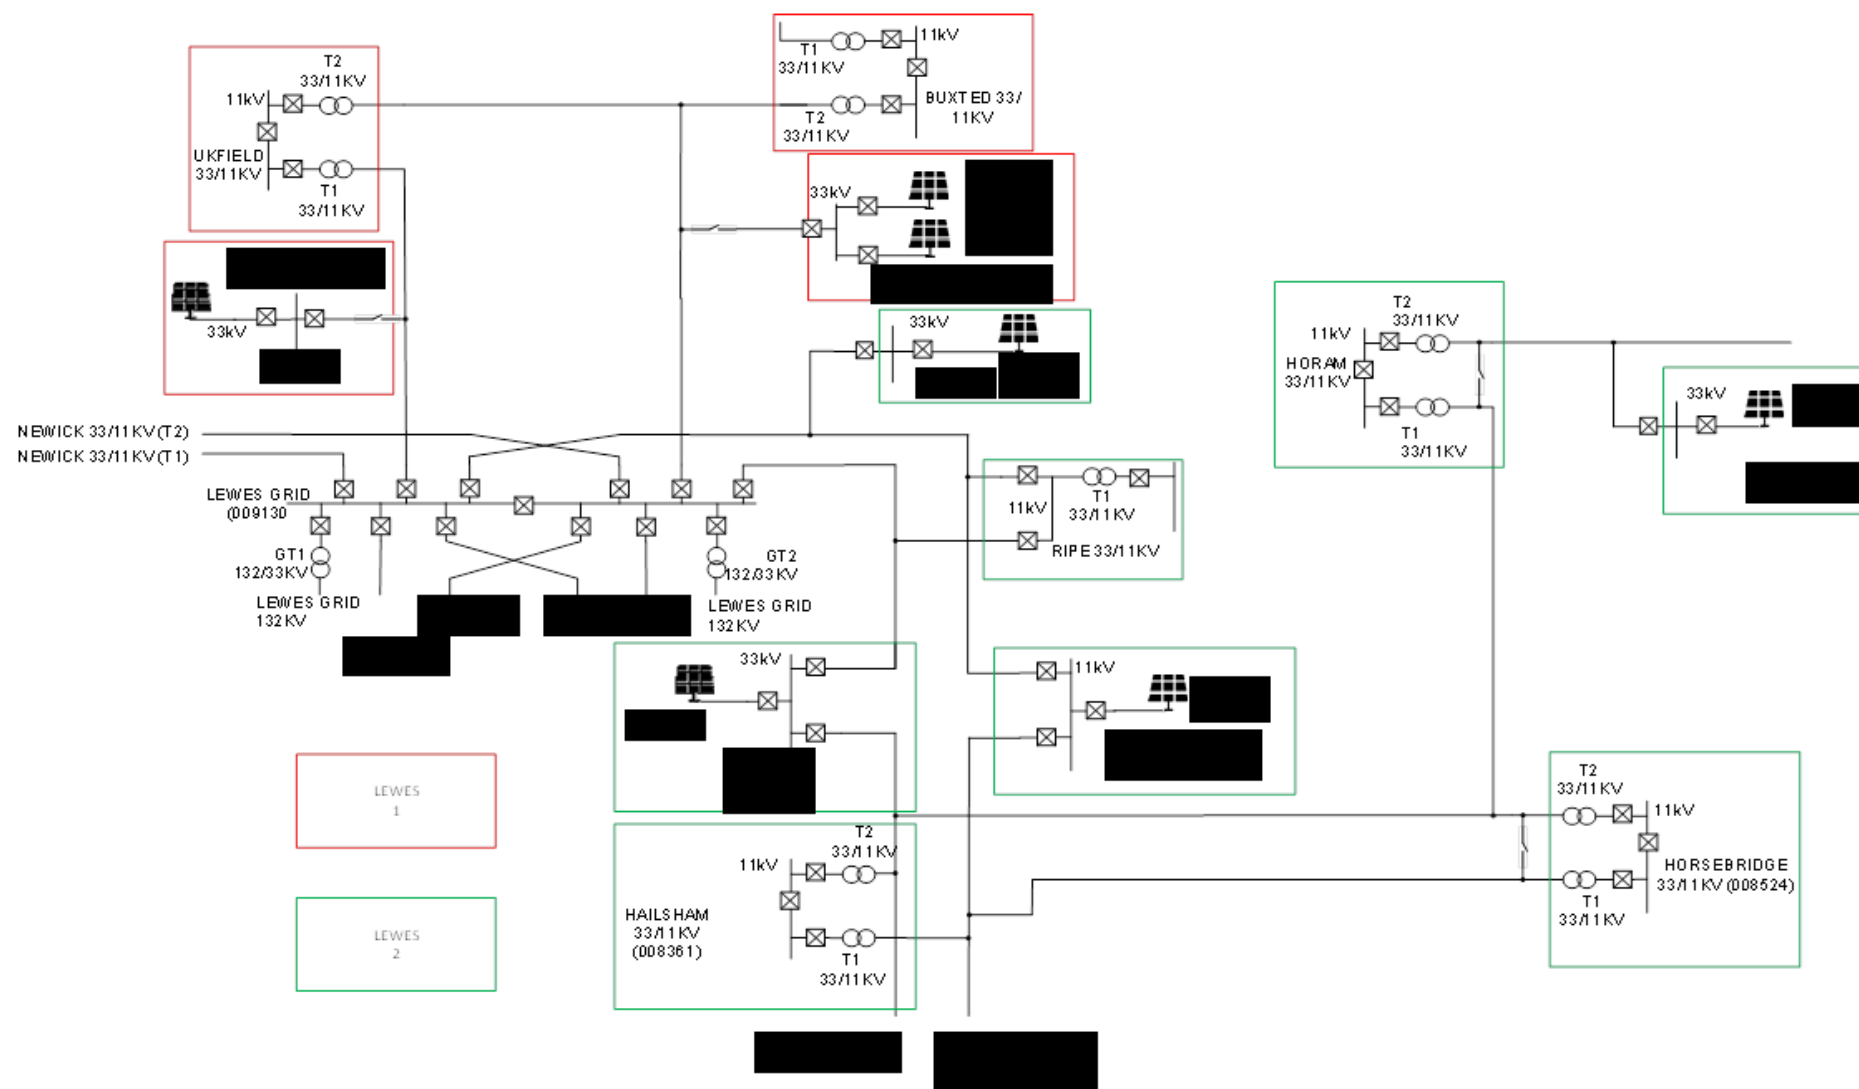 T2
33/11KV
11kV
UKFIELD
33/11KV
T1
33/11KV
T1
33/11KV
11kV
BUXTED 33/
11KV
T2
33/11KV
33kV
33kV
33kV
T2
33/11KV
11kV
HORAM
33/11KV
T1
33/11KV
33kV
NEWICK 33/11KV(T2)
NEWICK 33/11KV(T1)
LEWES GRID
(009130
GT1
132/33KV
LEWES GRID
132KV
GT2
132/33KV
LEWES GRID
132KV
11kV
T1
33/11KV
RIPE 33/11KV
33kV
11kV
LEWES
1
LEWES
2
T2
33/11KV
11kV
HAILSHAM
33/11KV
(008361)
T1
33/11KV
T2
33/11KV
11kV
HORSEBRIDGE
33/11KV(008524)
T1
33/11KV